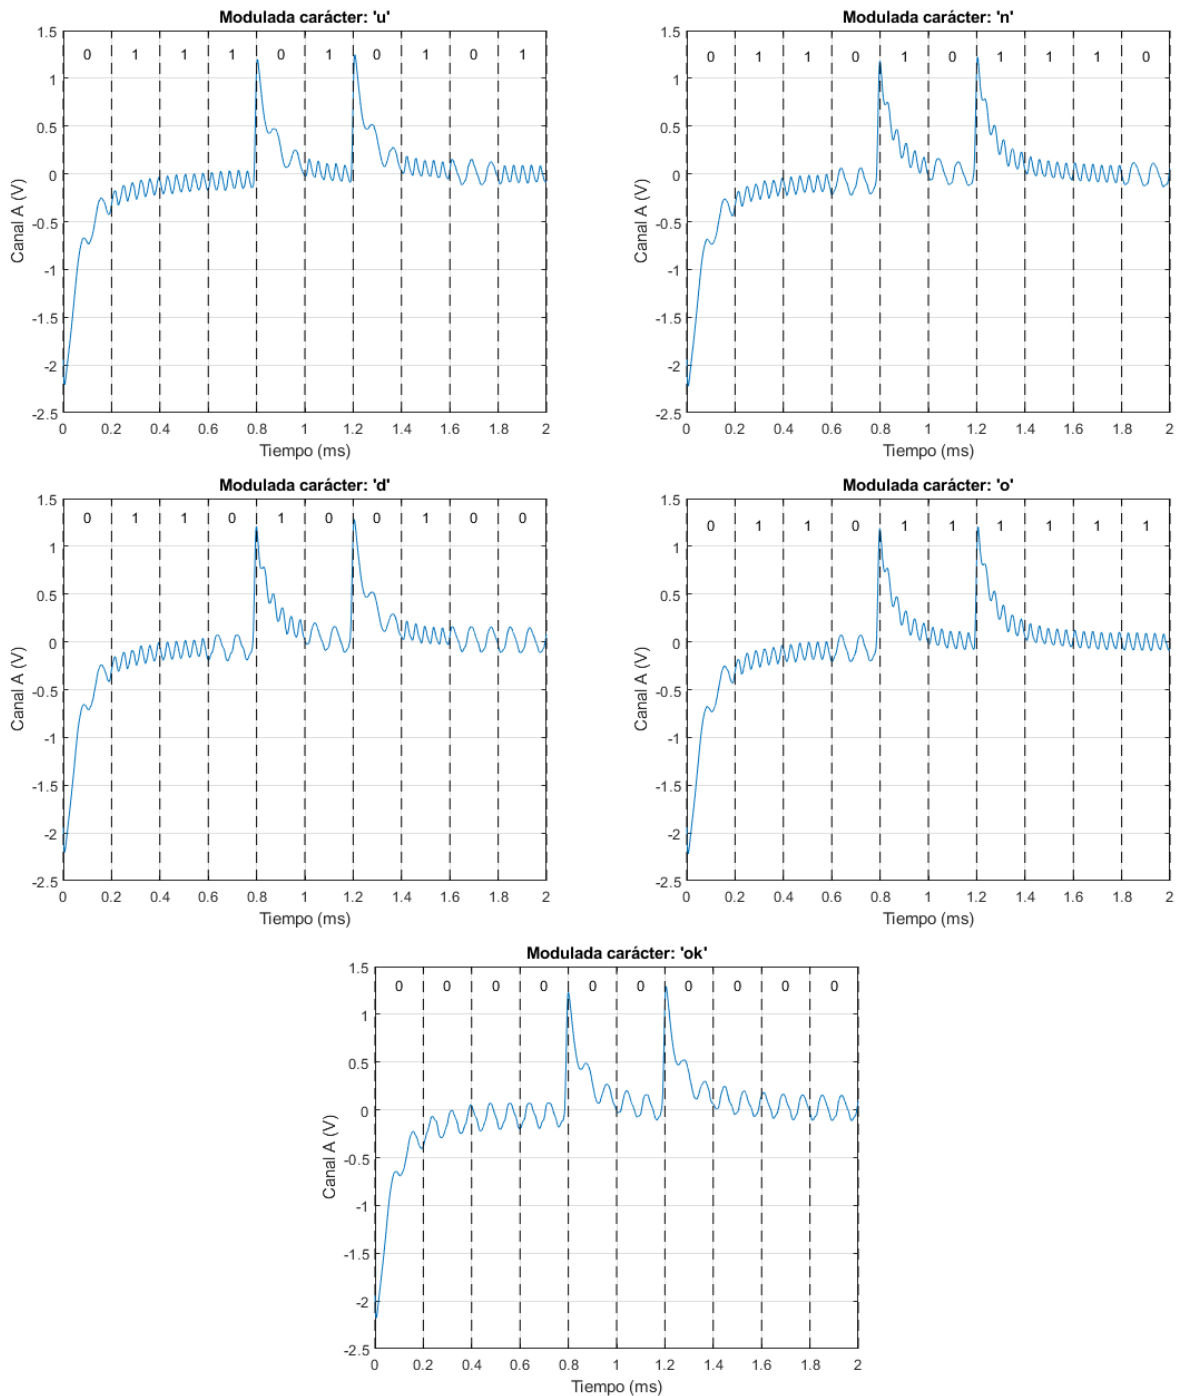 Modulada carácter: 'u'
1.5
1
0.5
0
-0.5
-1
-1.5
-2
-2.5
Canal A (V)
0 1 1 1 0 1 0 1 0 1
0 0.2 0.4 0.6 0.8 1 1.2 1.4 1.6 1.8 2
Tiempo (ms)
Modulada carácter: 'n'
1.5
1
0.5
0
-0.5
-1
-1.5
-2
-2.5
Canal A (V)
0 1 1 0 1 0 1 1 1 0
0 0.2 0.4 0.6 0.8 1 1.2 1.4 1.6 1.8 2
Tiempo (ms)
Modulada carácter: 'd'
1.5
1
0.5
0
-0.5
-1
-1.5
-2
-2.5
Canal A (V)
0 1 1 0 1 0 0 1 0 0
0 0.2 0.4 0.6 0.8 1 1.2 1.4 1.6 1.8 2
Tiempo (ms)
Modulada carácter: 'o'
1.5
1
0.5
0
-0.5
-1
-1.5
-2
-2.5
Canal A (V)
0 1 1 0 1 1 1 1 1 1
0 0.2 0.4 0.6 0.8 1 1.2 1.4 1.6 1.8 2
Tiempo (ms)
Modulada carácter: 'ok'
1.5
1
0.5
0
-0.5
-1
-1.5
-2
-2.5
Canal A (V)
0 0 0 0 0 0 0 0 0 0
0 0.2 0.4 0.6 0.8 1 1.2 1.4 1.6 1.8 2
Tiempo (ms)